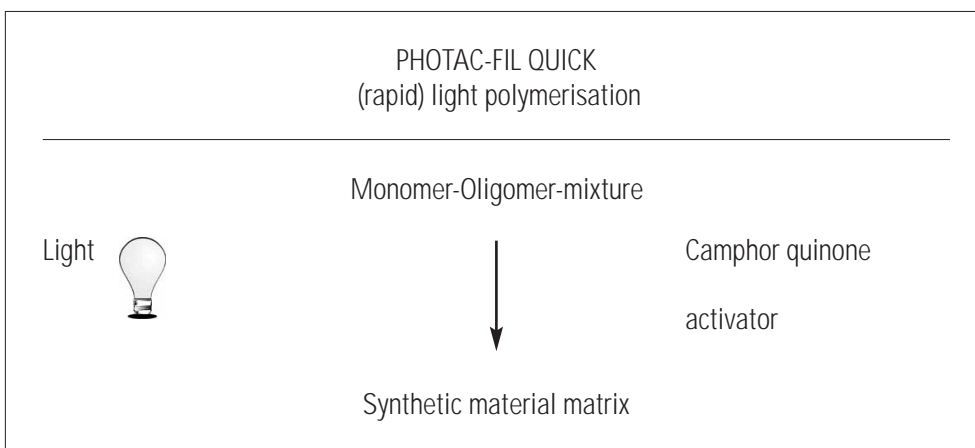 PHOTAC-FIL QUICK
(rapid) light polymerisation
Monomer-Oligomer-mixture
Light
Camphor quinone
activator
Synthetic material matrix